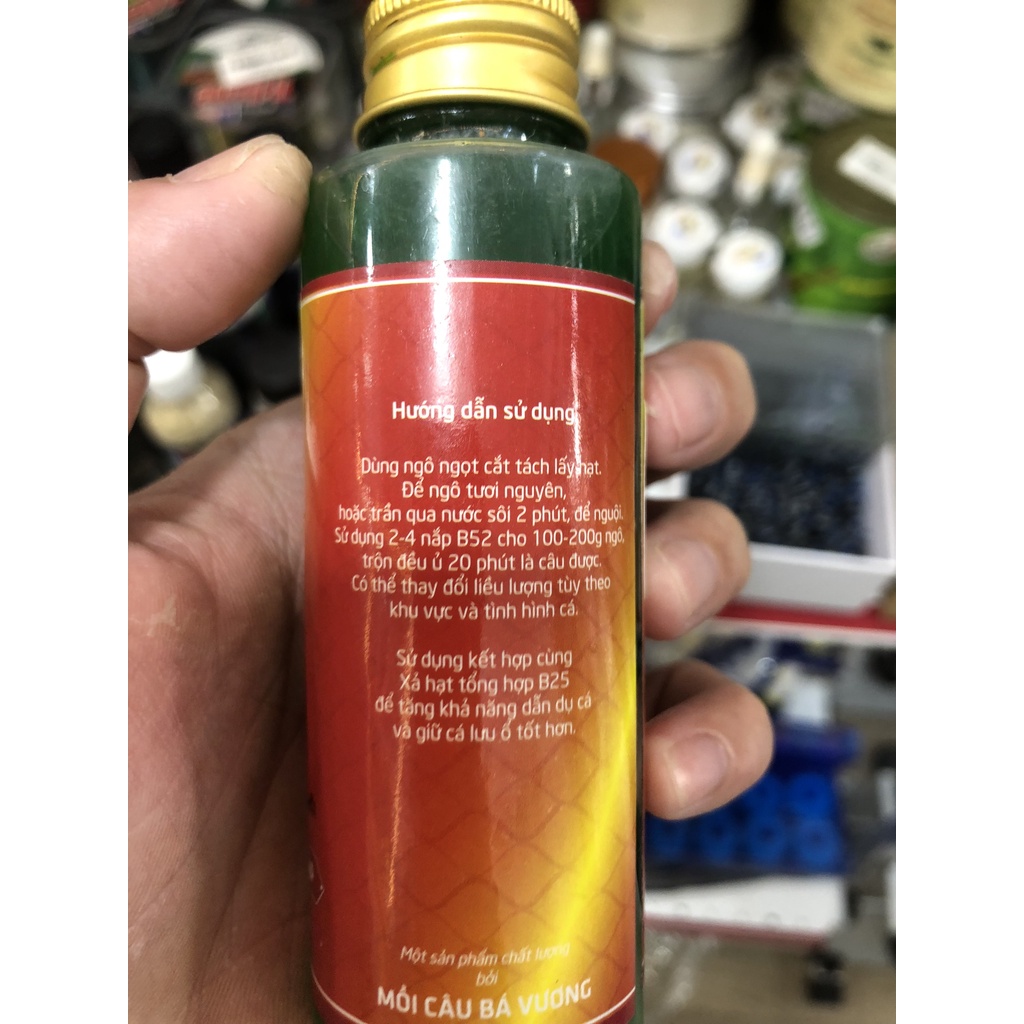 Hướng dẫn sử dụng
Dùng ngô ngọt cắt tách lấy hạt.
Để ngô tươi nguyên,
hoặc trần qua nước sôi 2 phút, để nguội.
Sử dụng 2-4 nắp B52 cho 100-200g ngô,
trộn đều ủ 20 phút là câu được.
Có thể thay đổi liều lượng tùy theo
khu vực và tình hình cá.
Sử dụng kết hợp cùng
Xả hạt tổng hợp B25
để tăng khả năng dẫn dụ cá
và giữ cá lưu ổ tốt hơn.
Một sản phẩm chất lượng
bởi
MỒI CÂU BÁ VƯƠNG